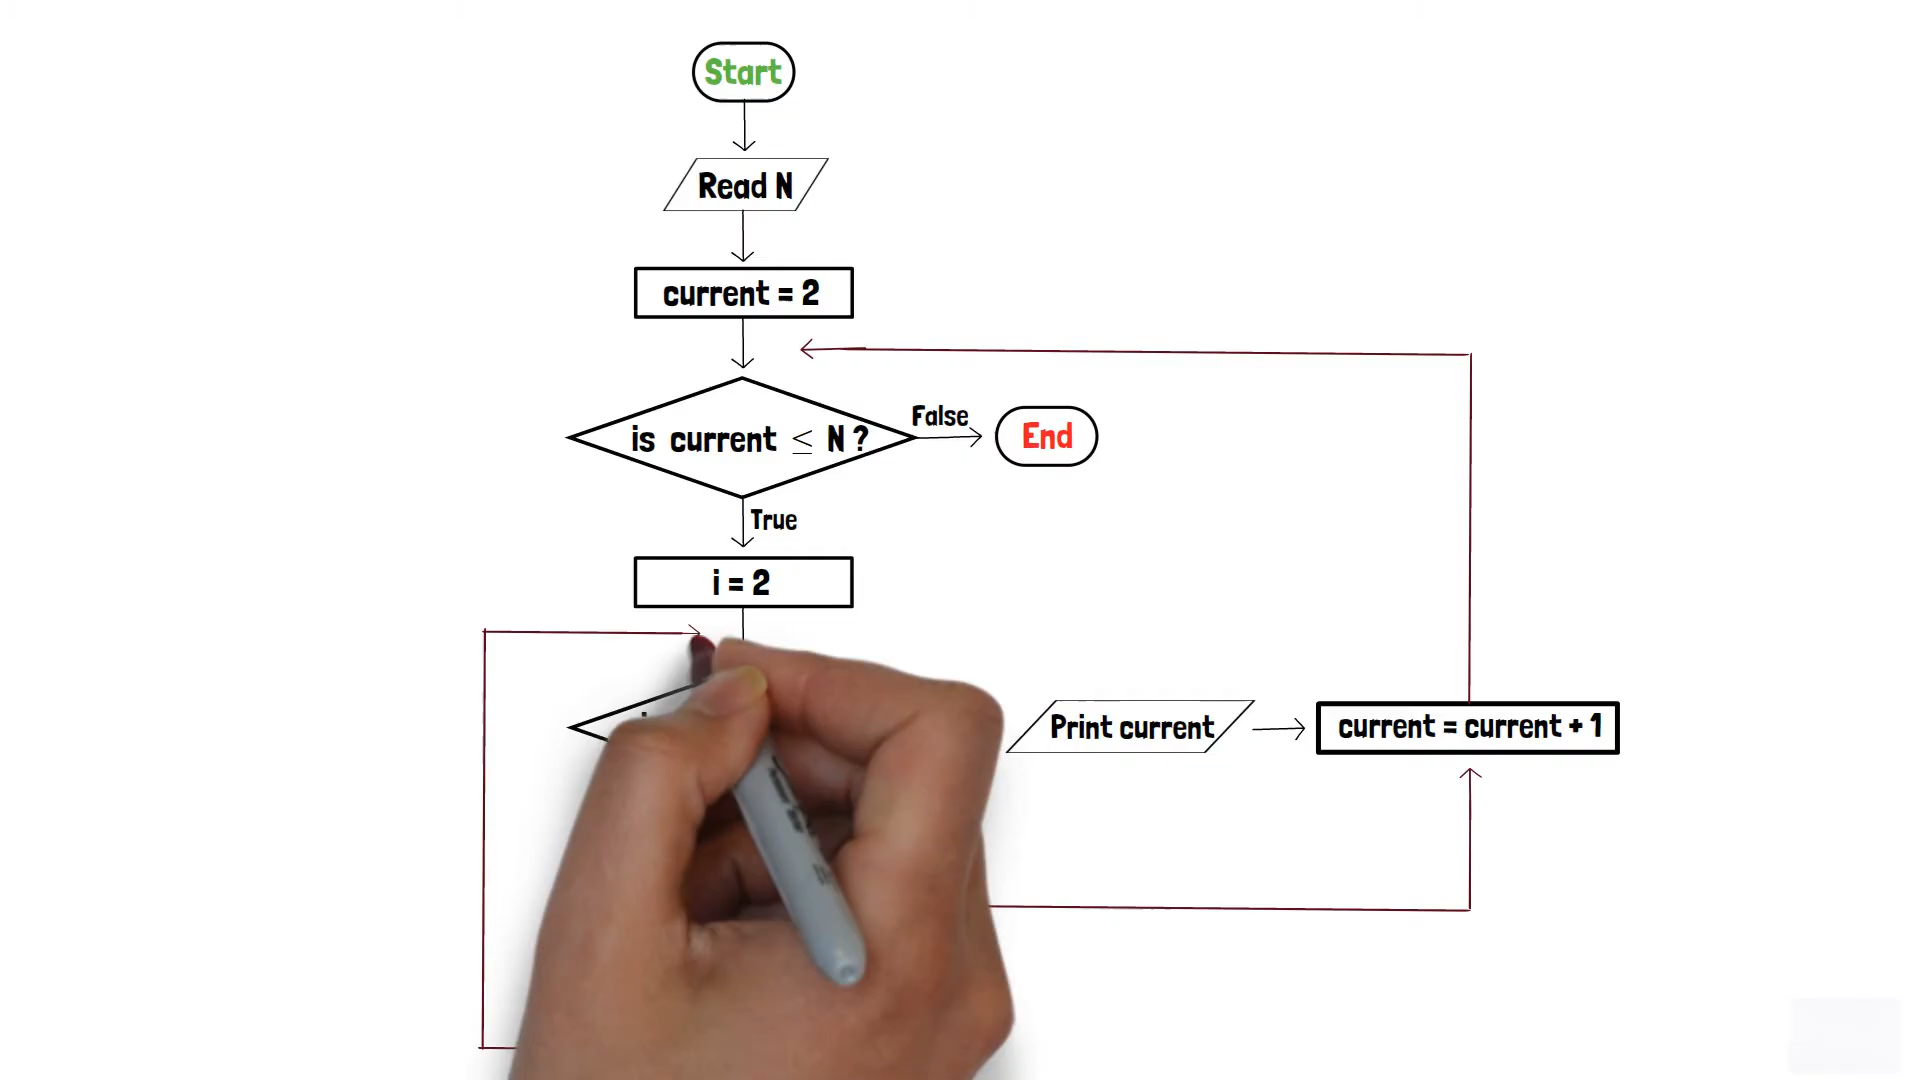 Start
Read N
current = 2
is current ≤ N ?
False
End
True
i = 2
Print current
current = current + 1